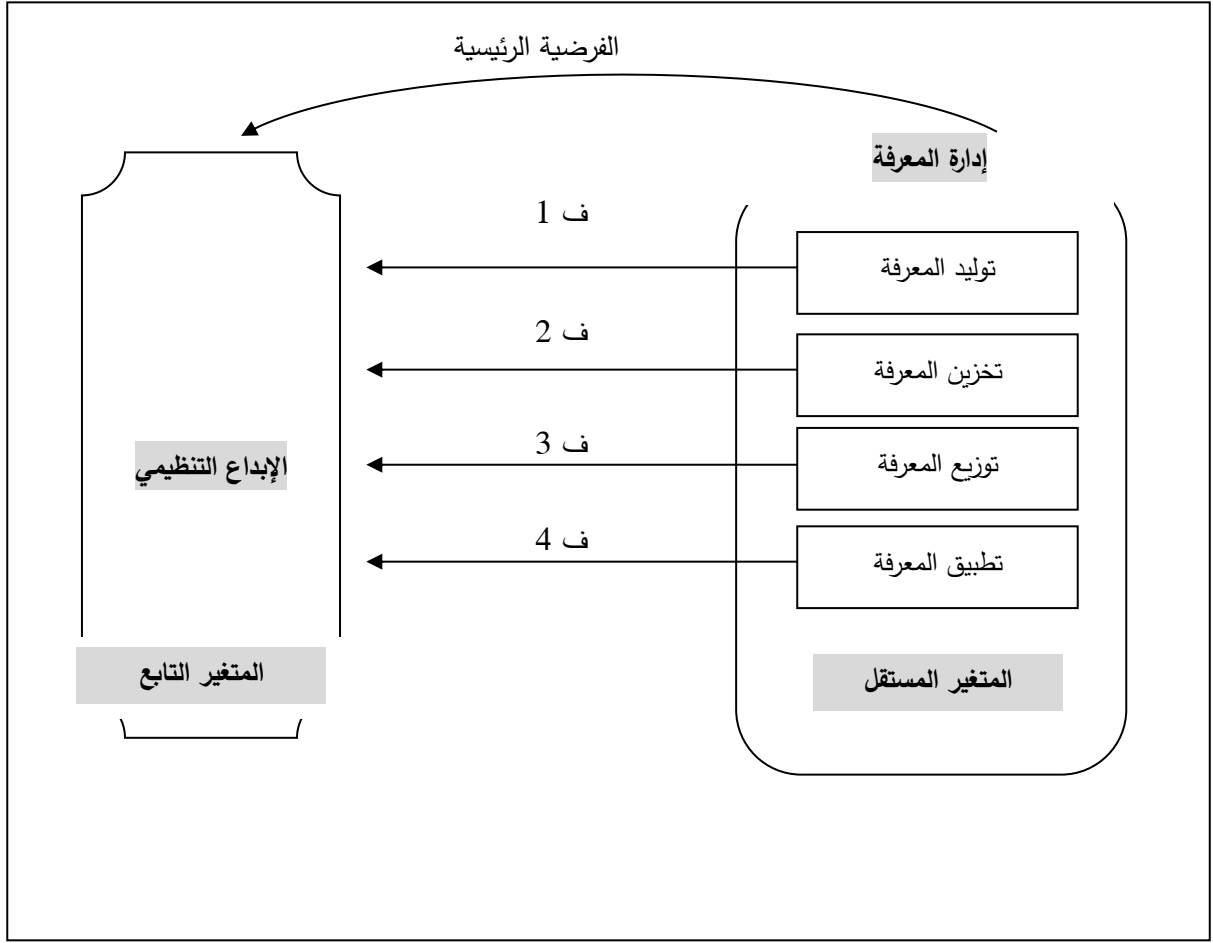 الفرضية الرئيسية
إدارة المعرفة
ف 1
توليد المعرفة
ف 2
تخزين المعرفة
ف 3
توزيع المعرفة
الإبداع التنظيمي
ف 4
تطبيق المعرفة
المتغير المستقل
المتغير التابع